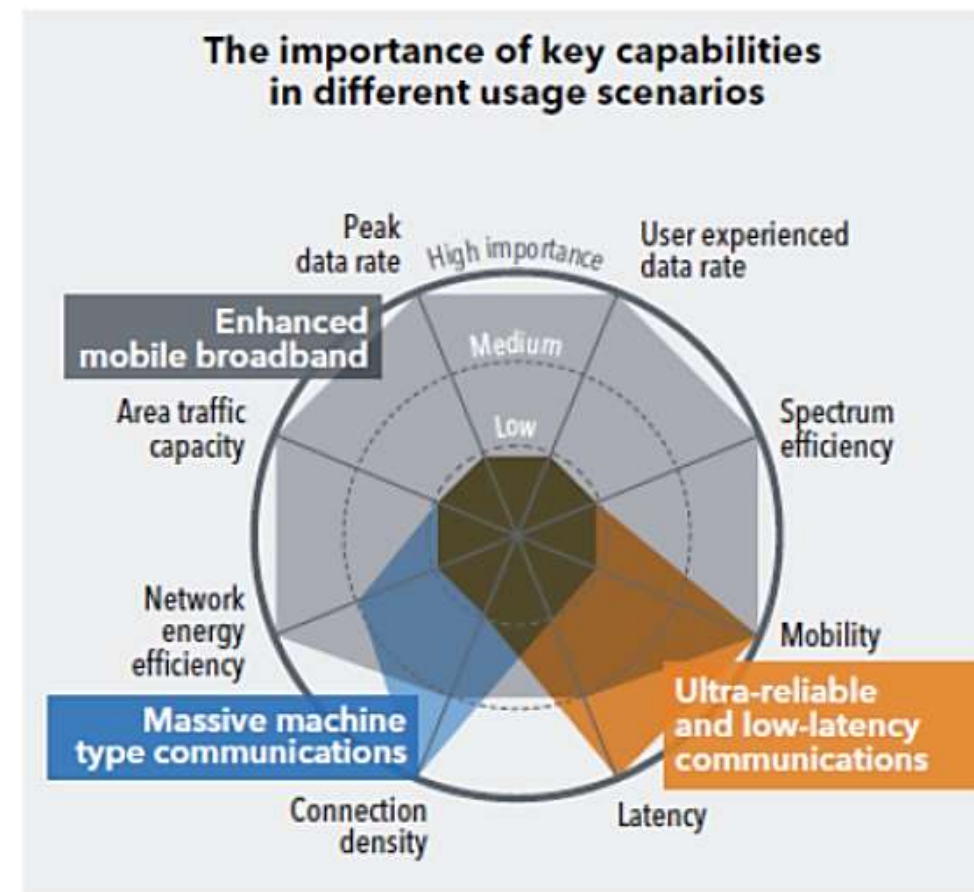 The importance of key capabilities
in different usage scenarios
Peak
data rate
High importance
User experienced
data rate
Enhanced
mobile broadband
Medium
Low
Area traffic
capacity
Spectrum
efficiency
Network
energy
efficiency
Mobility
Massive machine
type communications
Ultra-reliable
and low-latency
communications
Connection
density
Latency